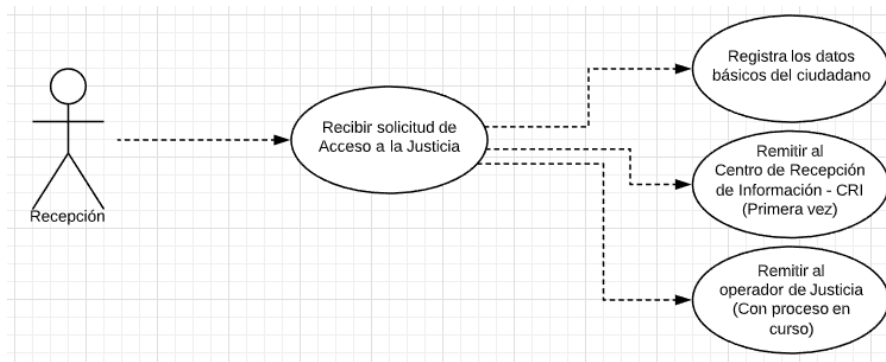 Recepción
Recibir solicitud de
Acceso a la Justicia
Registra los datos
básicos del ciudadano
Remitir al
Centro de Recepción
de Información - CRI
(Primera vez)
Remitir al
operador de Justicia
(Con proceso en
curso)